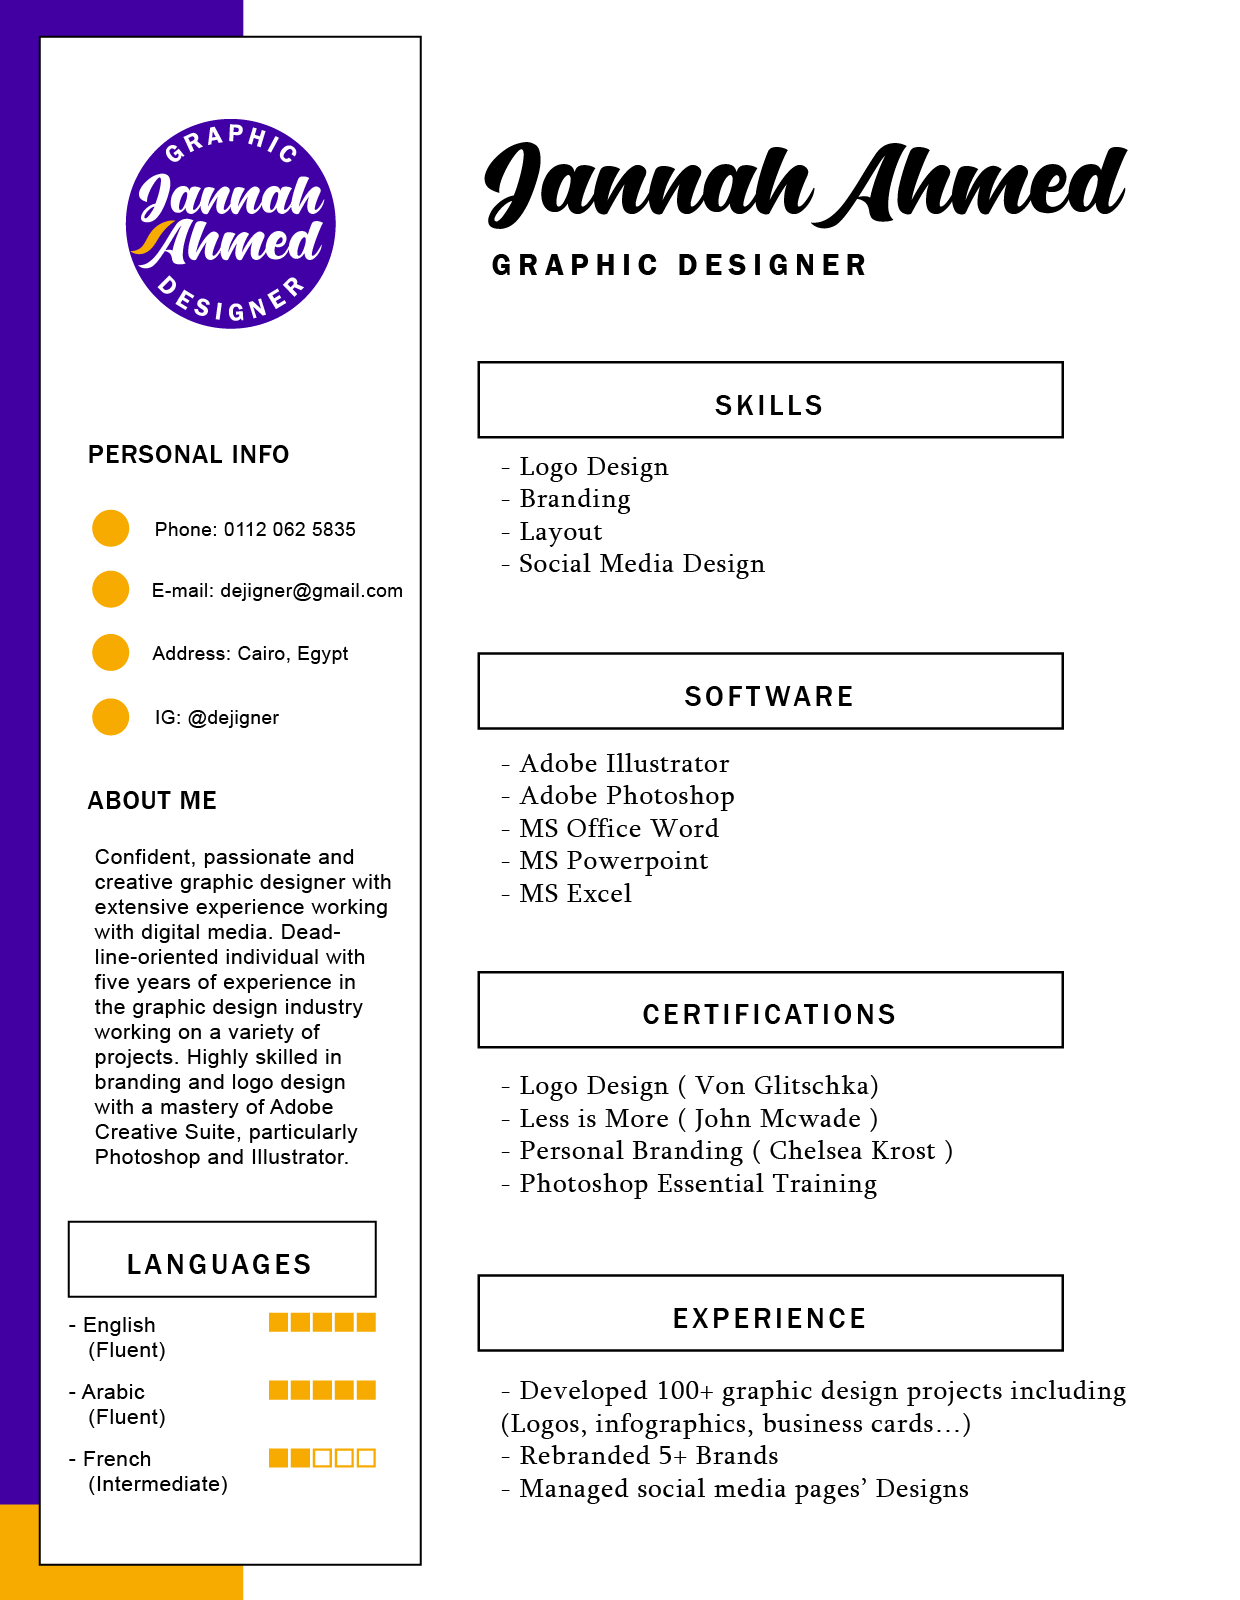 GRAPHIC
Jannah
Ahmed
DESIGNER
PERSONAL INFO
Phone: 0112 062 5835
E-mail: dejigner@gmail.com
Address: Cairo, Egypt
IG: @dejigner
ABOUT ME
Confident, passionate and
creative graphic designer with
extensive experience working
with digital media. Dead-
line-oriented individual with
five years of experience in
the graphic design industry
working on a variety of
projects. Highly skilled in
branding and logo design
with a mastery of Adobe
Creative Suite, particularly
Photoshop and Illustrator.
LANGUAGES
- English
(Fluent)
- Arabic
(Fluent)
- French
(Intermediate)
Jannah Ahmed
GRAPHIC DESIGNER
SKILLS
- Logo Design
- Branding
- Layout
- Social Media Design
SOFTWARE
- Adobe Illustrator
- Adobe Photoshop
- MS Office Word
- MS Powerpoint
- MS Excel
CERTIFICATIONS
- Logo Design ( Von Glitschka)
- Less is More ( John Mcwade )
- Personal Branding ( Chelsea Krost )
- Photoshop Essential Training
EXPERIENCE
- Developed 100+ graphic design projects including
(Logos, infographics, business cards...)
- Rebranded 5+ Brands
- Managed social media pages’ Designs